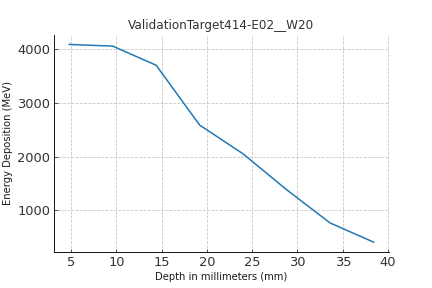 ValidationTarget414-E02__W20
Energy Deposition (MeV)
4000
3000
2000
1000
5 10 15 20 25 30 35 40
Depth in millimeters (mm)